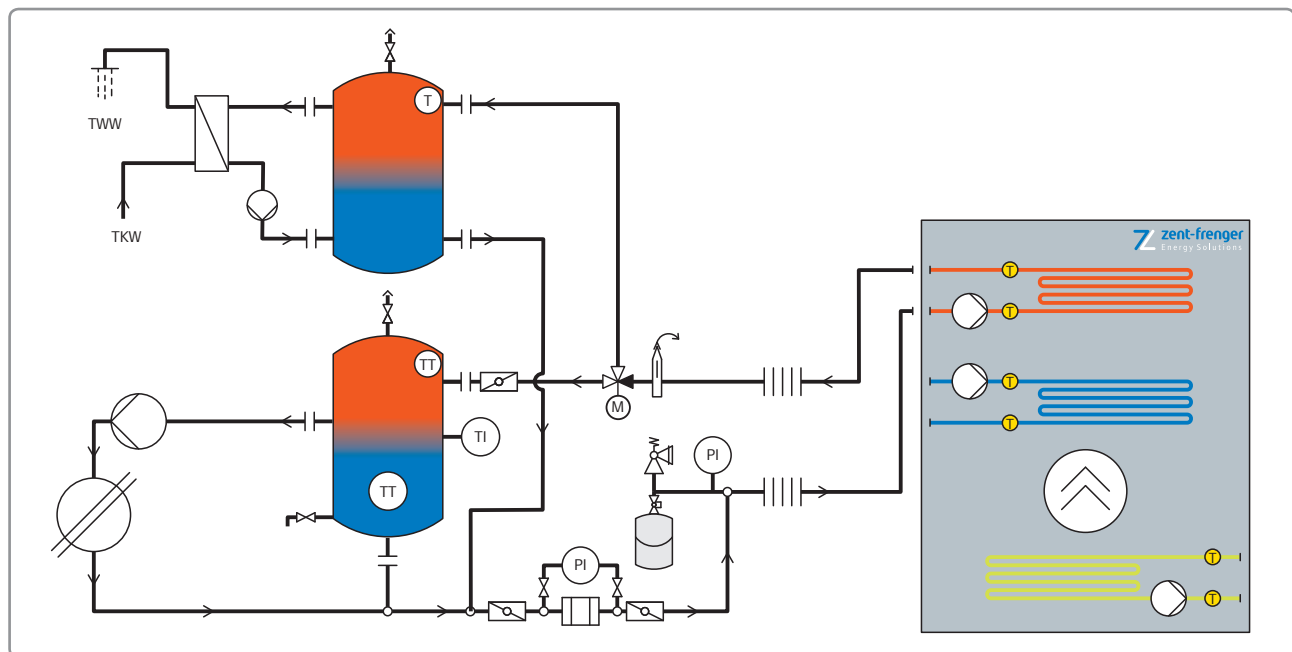 TWW
TKW
T
zent-frenger
Energy Solutions
T
T
TT
M
T
T
TI
PI
TT
PI
T
T